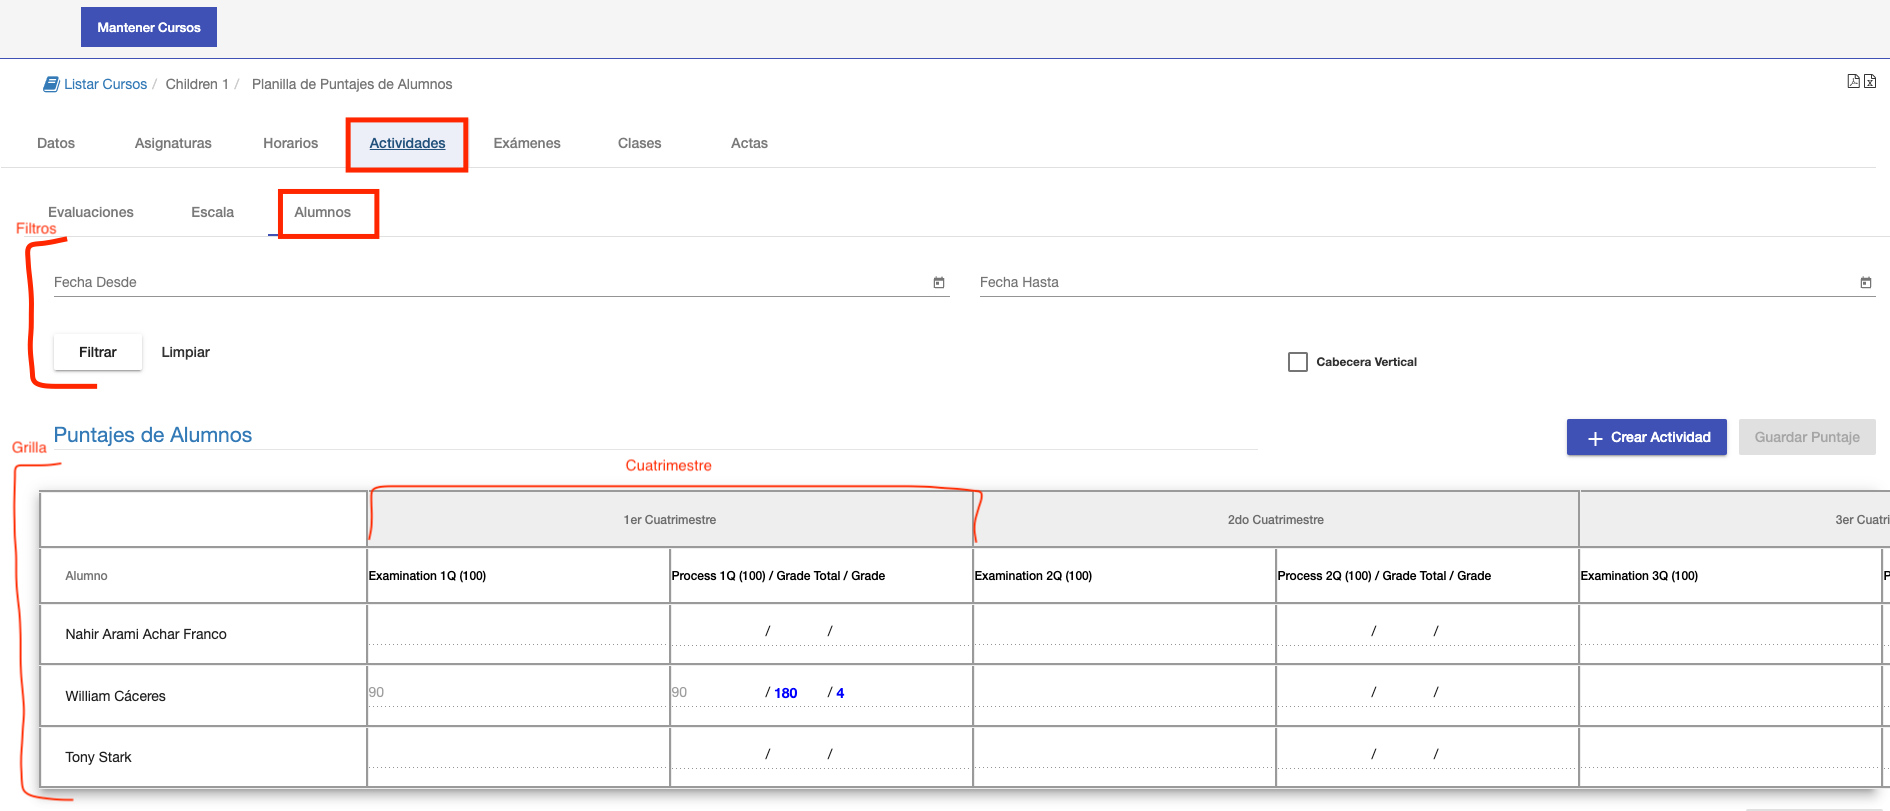 Mantener Cursos
Listar Cursos / Children 1 / Planilla de Puntajes de Alumnos
Datos Asignaturas Horarios Actividades Exámenes Clases Actas
Evaluaciones Escala Alumnos
Filtros
Fecha Desde Fecha Hasta
Filtrar Limpiar
Cabecera Vertical
Puntajes de Alumnos
+ Crear Actividad Guardar Puntaje
Grilla
Cuatrimestre
1er Cuatrimestre 2do Cuatrimestre 3er Cuatri
Alumno Examination 1Q (100) Process 1Q (100) / Grade Total / Grade Examination 2Q (100) Process 2Q (100) / Grade Total / Grade Examination 3Q (100) P
Nahir Arami Achar Franco / / / /
William Cáceres 90 90 / 180 / 4 / /
Tony Stark / / / /